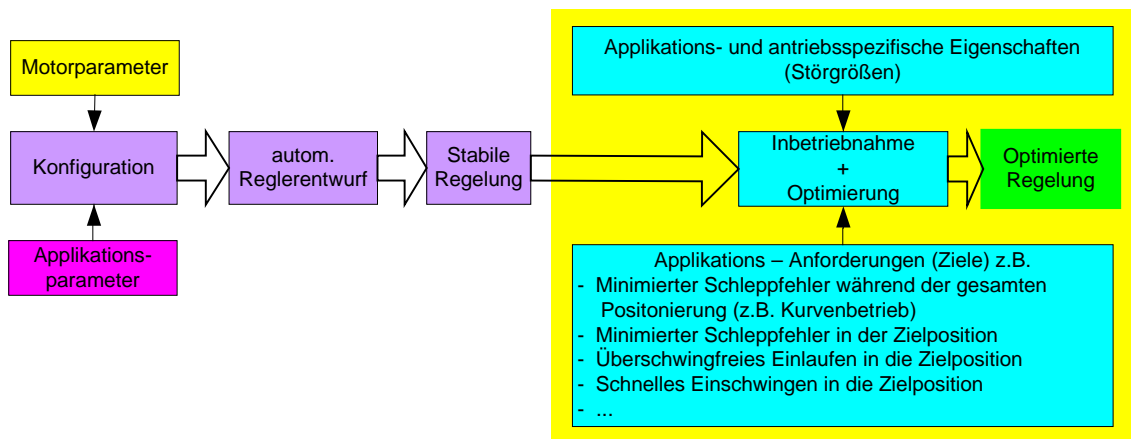 Motorparameter
Konfiguration
Applikations-
parameter
autom.
Reglerentwurf
Stabile
Regelung
Applikations- und antriebsspezifische Eigenschaften
(Störgrößen)
Inbetriebnahme
+
Optimierung
Optimierte
Regelung
Applikations – Anforderungen (Ziele) z.B.
- Minimierter Schleppfehler während der gesamten
Positonierung (z.B. Kurvenbetrieb)
- Minimierter Schleppfehler in der Zielposition
- Überschwingfreies Einlaufen in die Zielposition
- Schnelles Einschwingen in die Zielposition
- ...